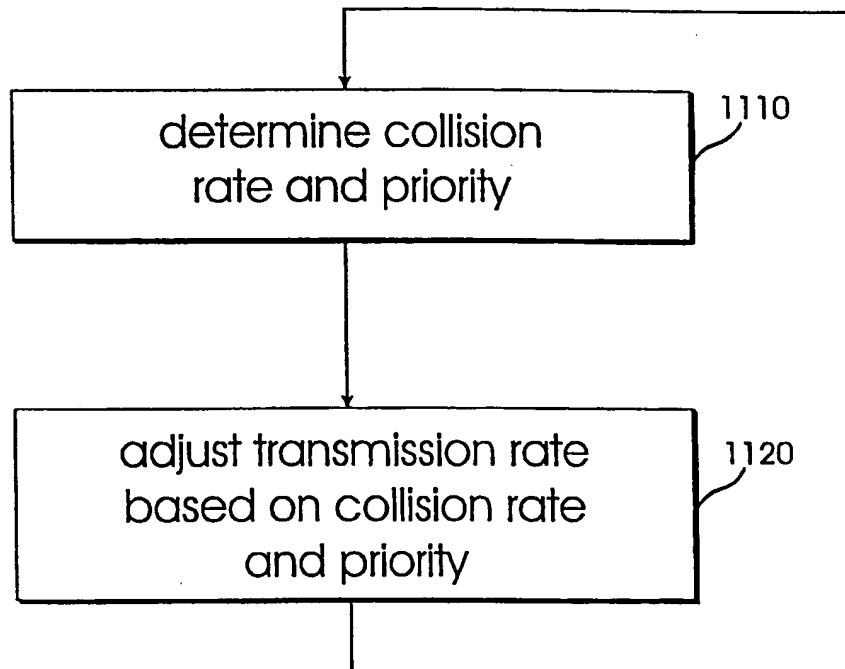 determine collision
rate and priority
1110
adjust transmission rate
based on collision rate
and priority
1120